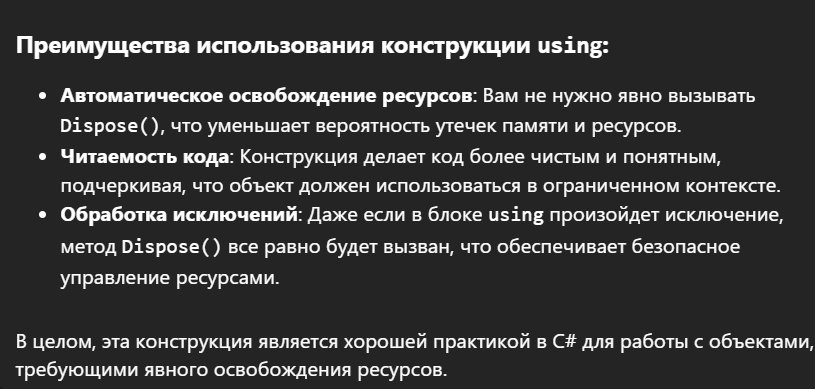 Преимущества использования конструкции using:
• Автоматическое освобождение ресурсов: Вам не нужно явно вызывать
Dispose(), что уменьшает вероятность утечек памяти и ресурсов.
• Читаемость кода: Конструкция делает код более чистым и понятным,
подчеркивая, что объект должен использоваться в ограниченном контексте.
• Обработка исключений: Даже если в блоке using произойдет исключение,
метод Dispose() все равно будет вызван, что обеспечивает безопасное
управление ресурсами.
В целом, эта конструкция является хорошей практикой в C# для работы с объектами,
требующими явного освобождения ресурсов.